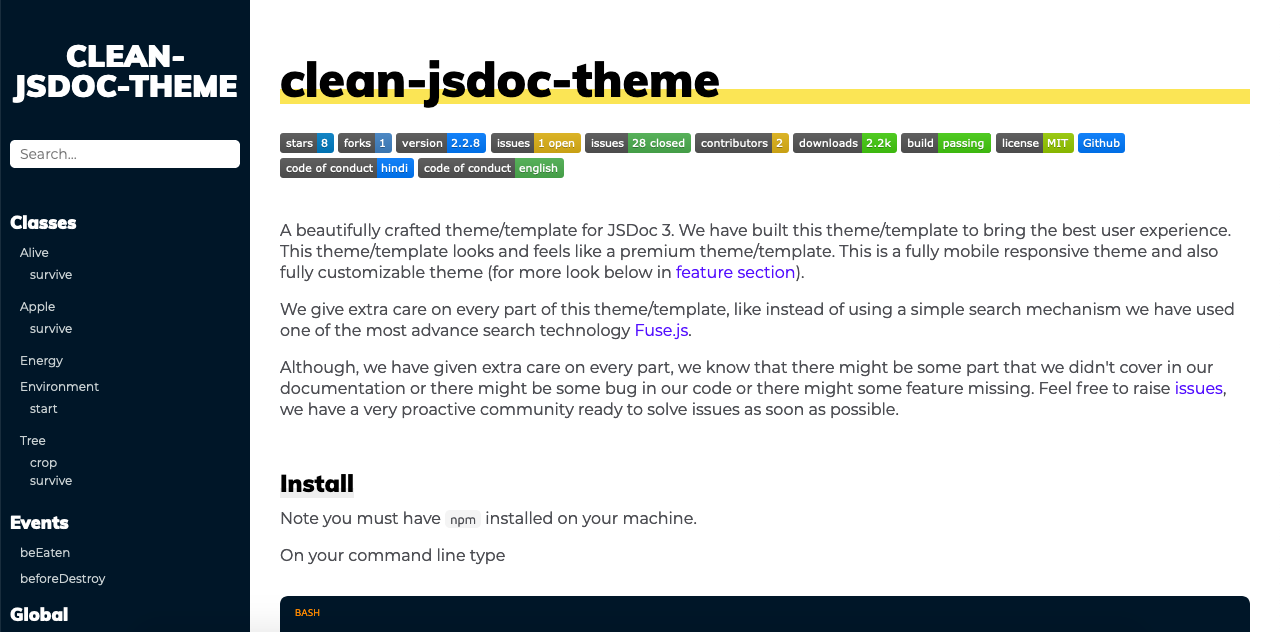 CLEAN-
JSDOC-THEME
Search...
Classes
Alive
survive
Apple
survive
Energy
Environment
start
Tree
crop
survive
Events
beEaten
beforeDestroy
Global
clean-jsdoc-theme
stars 8 forks 1 version 2.2.8 issues 1 open issues 28 closed contributors 2 downloads 2.2k build passing license MIT Github
code of conduct hindi code of conduct english
A beautifully crafted theme/template for JSDoc 3. We have built this theme/template to bring the best user experience.
This theme/template looks and feels like a premium theme/template. This is a fully mobile responsive theme and also
fully customizable theme (for more look below in feature section).
We give extra care on every part of this theme/template, like instead of using a simple search mechanism we have used
one of the most advance search technology Fuse.js.
Although, we have given extra care on every part, we know that there might be some part that we didn't cover in our
documentation or there might be some bug in our code or there might some feature missing. Feel free to raise issues,
we have a very proactive community ready to solve issues as soon as possible.
Install
Note you must have npm installed on your machine.
On your command line type
BASH